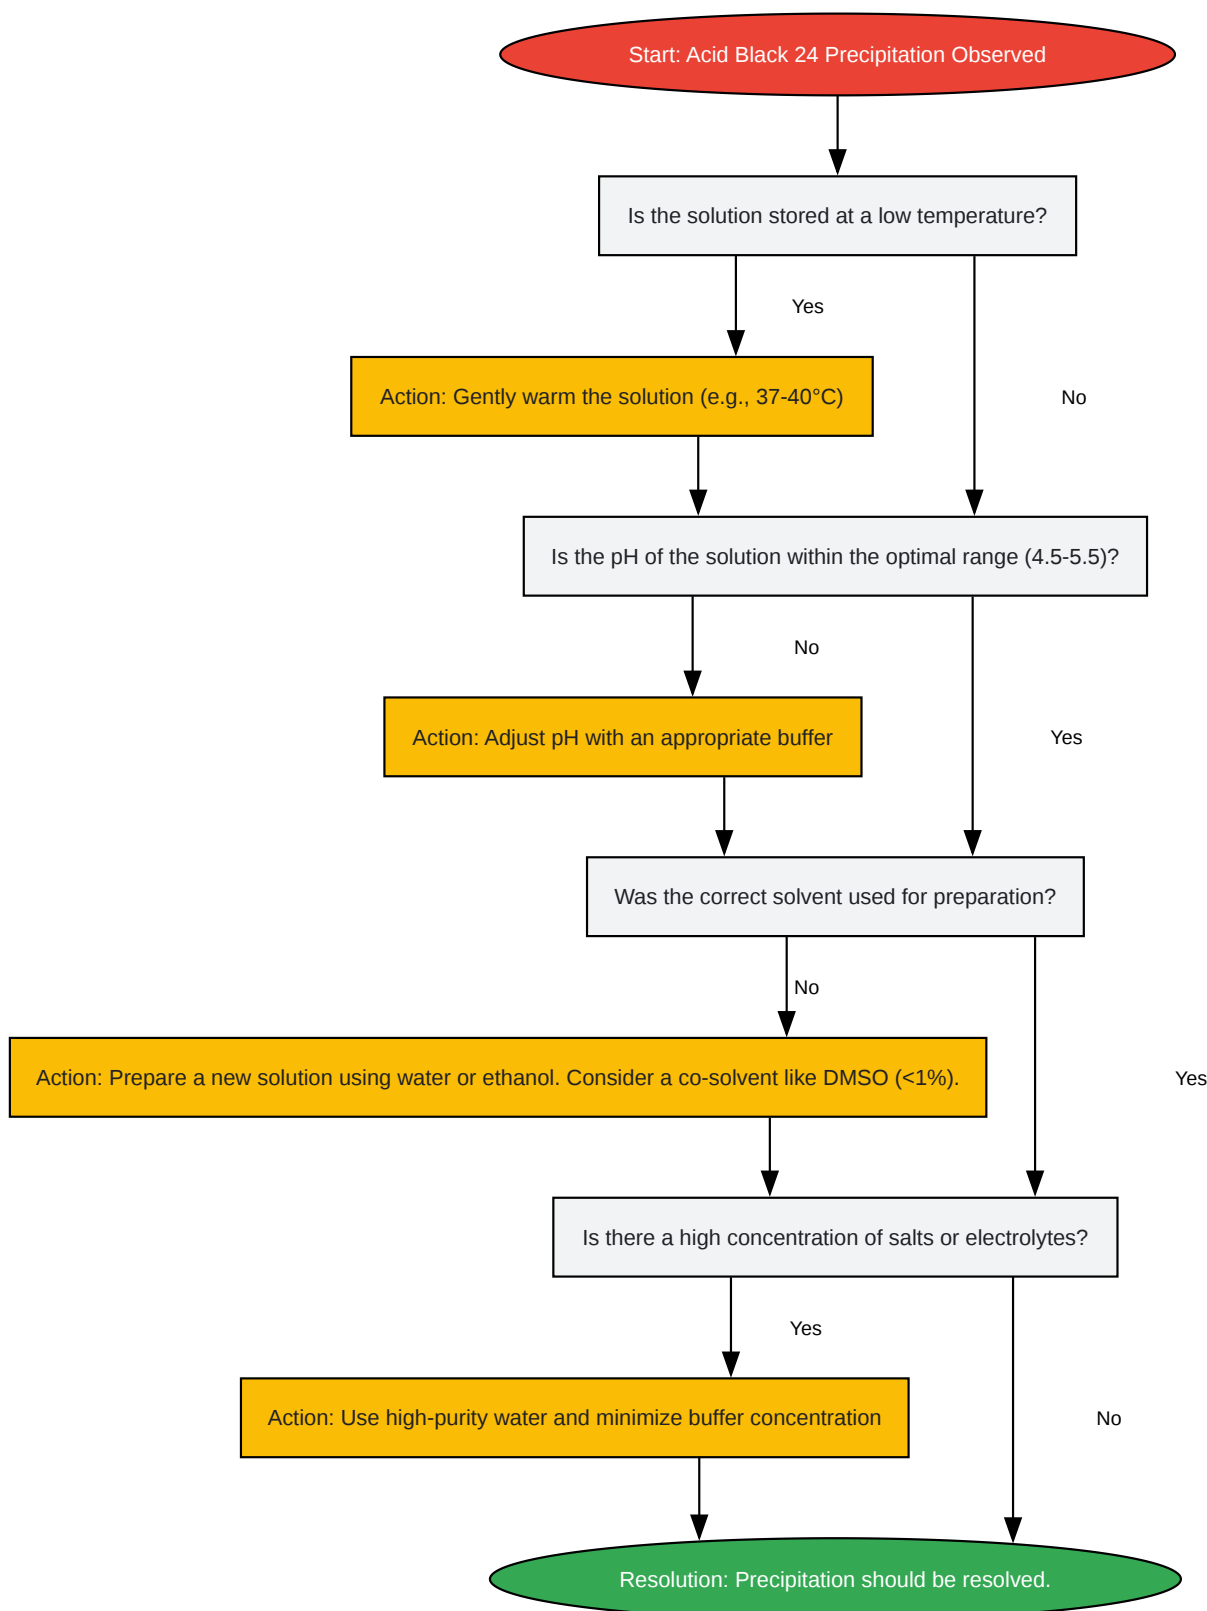 Start: Acid Black 24 Precipitation Observed
Is the solution stored at a low temperature?
Yes
Action: Gently warm the solution (e.g., 37-40°C)
No
Is the pH of the solution within the optimal range (4.5-5.5)?
No
Action: Adjust pH with an appropriate buffer
Yes
Was the correct solvent used for preparation?
No
Action: Prepare a new solution using water or ethanol. Consider a co-solvent like DMSO (<1%).
Yes
Is there a high concentration of salts or electrolytes?
Yes
Action: Use high-purity water and minimize buffer concentration
No
Resolution: Precipitation should be resolved.